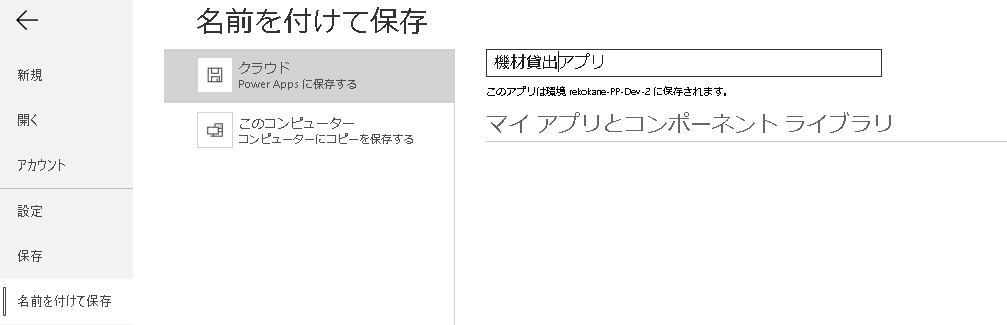 名前を付けて保存
新規
開く
アカウント
設定
保存
名前を付けて保存
クラウド
Power Apps に保存する
このコンピューター
コンピューターにコピーを保存する
機材貸出アプリ
このアプリは環境 rekokane-PP-Dev-2 に保存されます。
マイ アプリとコンポーネント ライブラリ